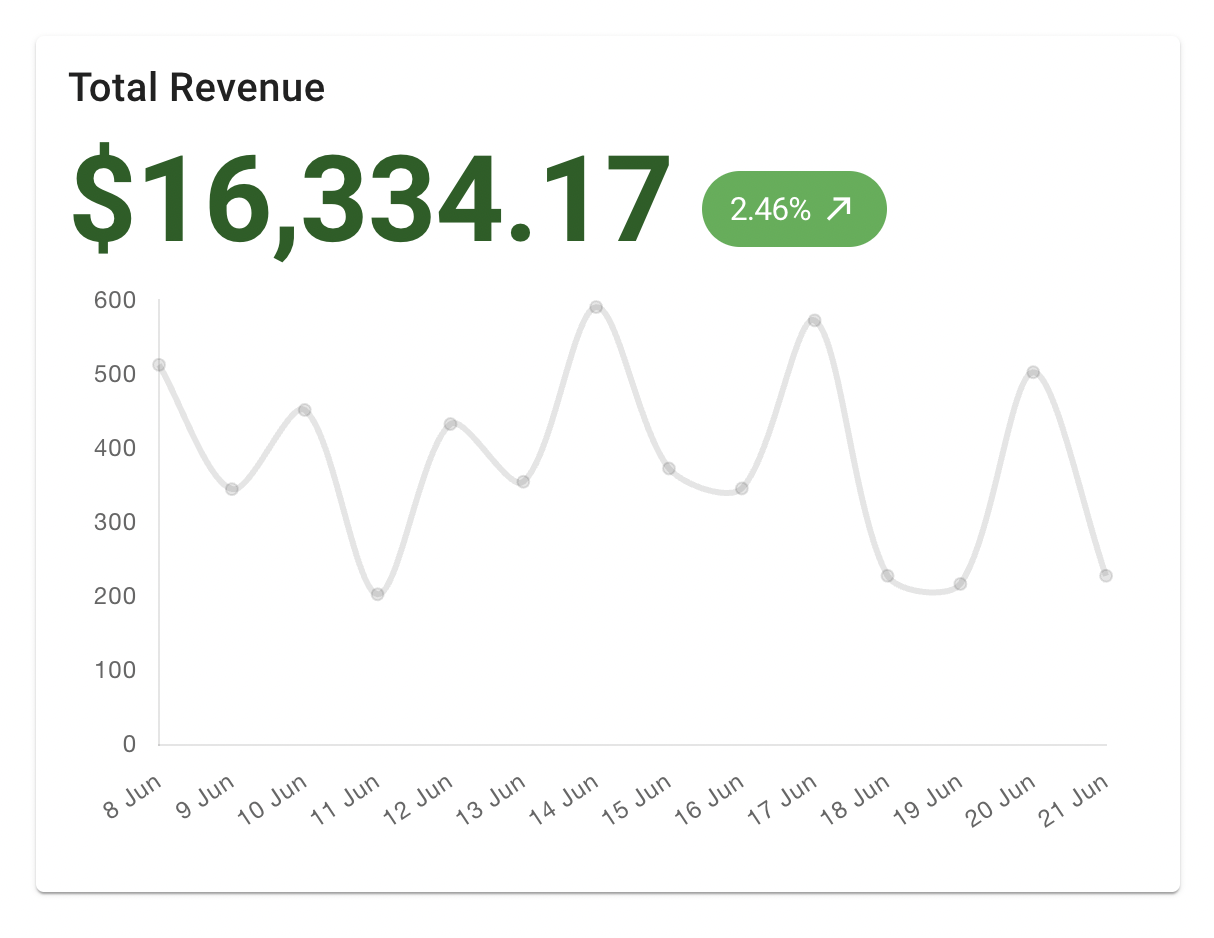 Total Revenue
$16,334.17
2.46%
600
500
400
300
200
100
0
8 Jun
9 Jun
10 Jun
11 Jun
12 Jun
13 Jun
14 Jun
15 Jun
16 Jun
17 Jun
18 Jun
19 Jun
20 Jun
21 Jun